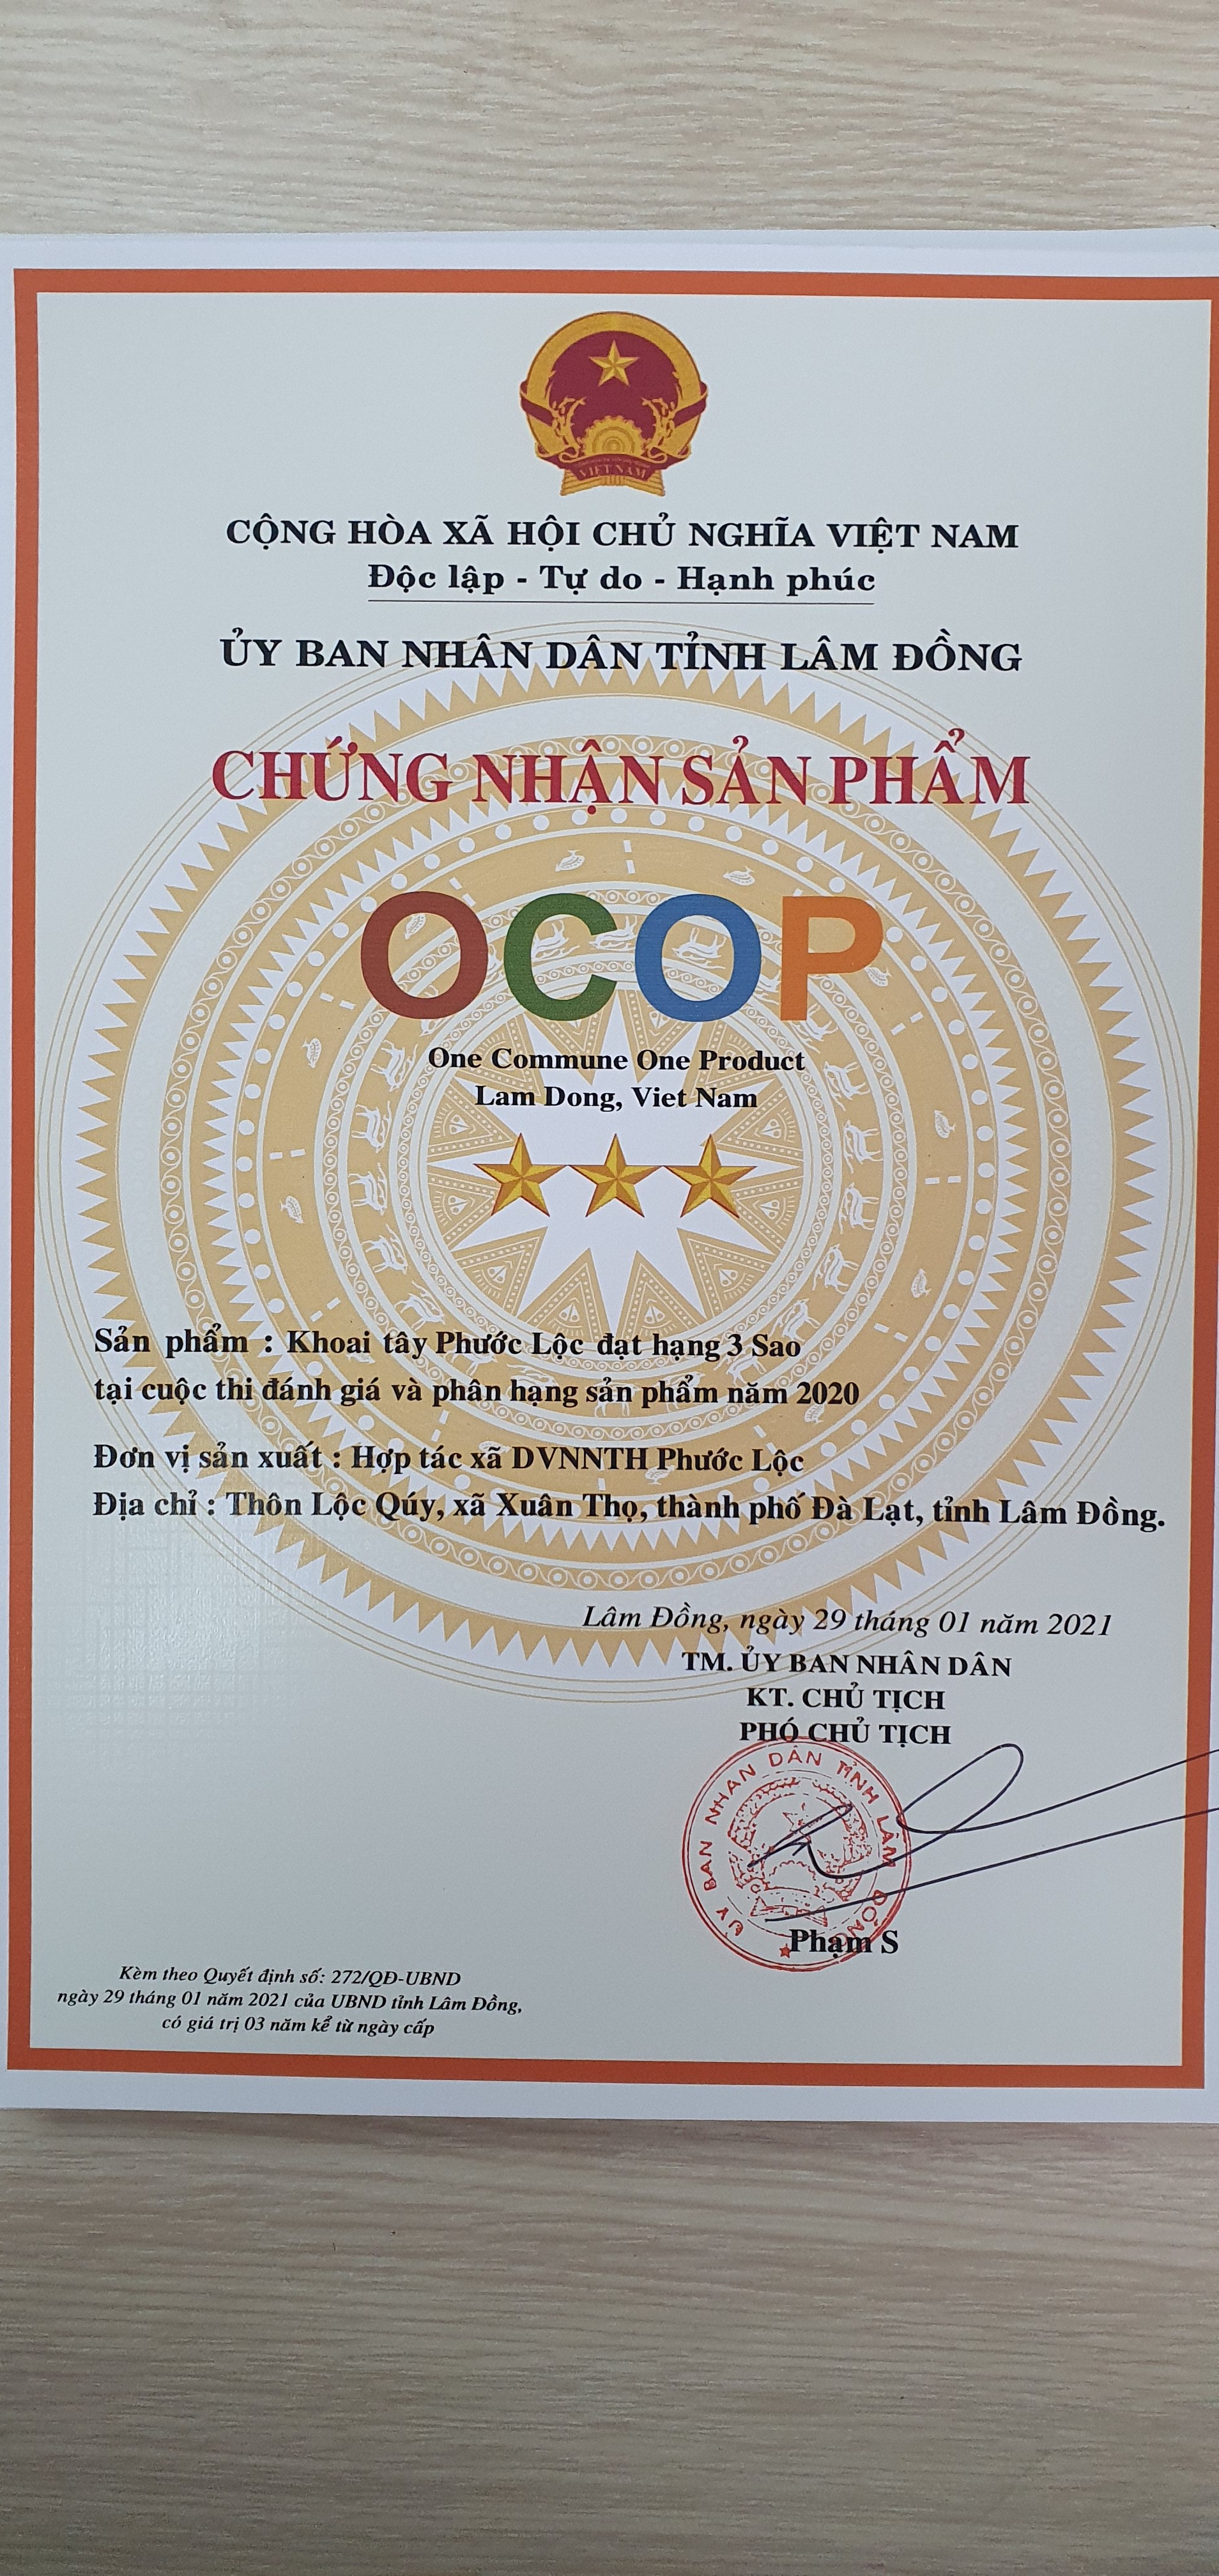 VIỆT NAM
CỘNG HÒA XÃ HỘI CHỦ NGHĨA VIỆT NAM
Độc lập - Tự do - Hạnh phúc
ỦY BAN NHÂN DÂN TỈNH LÂM ĐỒNG
CHỨNG NHẬN SẢN PHẨM
OCOP
One Commune One Product
Lam Dong, Viet Nam
Sản phẩm : Khoai tây Phước Lộc đạt hạng 3 Sao
tại cuộc thi đánh giá và phân hạng sản phẩm năm 2020
Đơn vị sản xuất : Hợp tác xã DVNNTH Phước Lộc
Địa chỉ : Thôn Lộc Qúy, xã Xuân Thọ, thành phố Đà Lạt, tỉnh Lâm Đồng.
Lâm Đồng, ngày 29 tháng 01 năm 2021
TM. ỦY BAN NHÂN DÂN
KT. CHỦ TỊCH
PHÓ CHỦ TỊCH
ỦY BAN NHÂN DÂN TỈNH LÂM ĐỒNG
Phạm S
Kèm theo Quyết định số: 272/QĐ-UBND
ngày 29 tháng 01 năm 2021 của UBND tỉnh Lâm Đồng,
có giá trị 03 năm kể từ ngày cấp